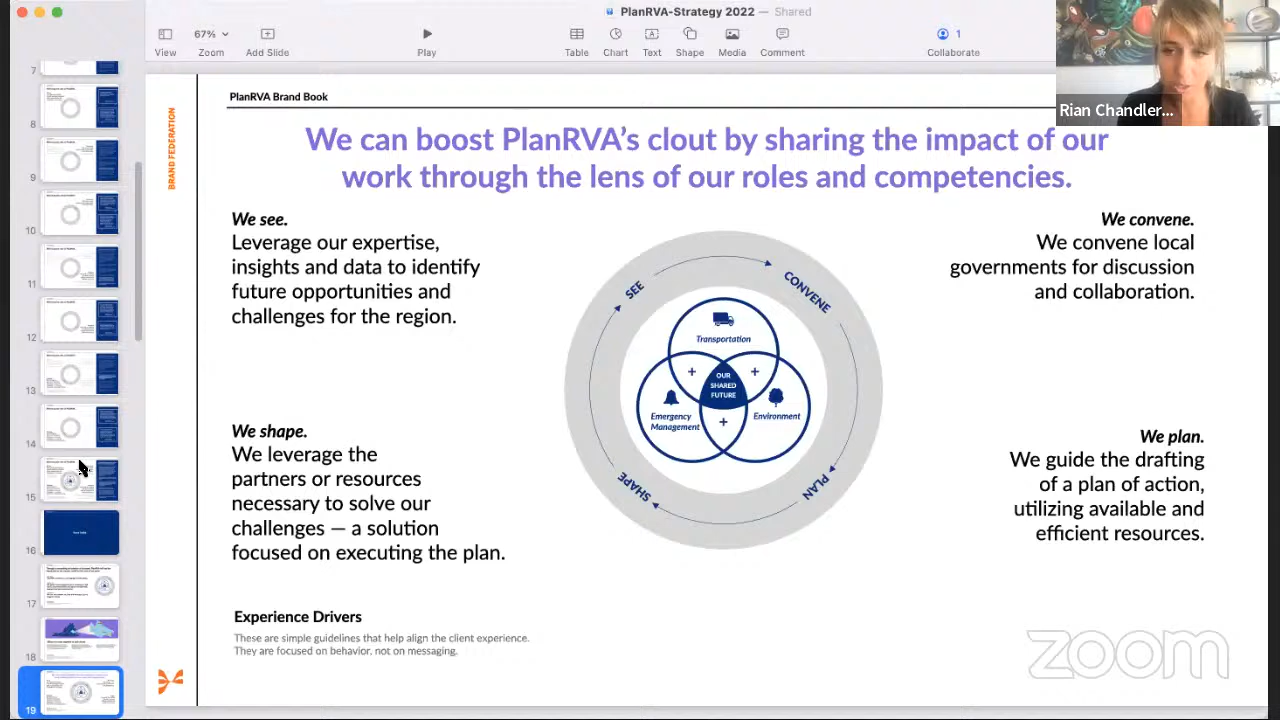 PlanRVA-Strategy 2022 — Shared
67%
View
Zoom
Add Slide
Play
Table
Chart
Text
Shape
Media
Comment
1
Collaborate
Rian Chandler...
7
8
9
10
11
12
13
14
15
16
17
18
19
BRAND FEDERATION
PlanRVA Brand Book
We can boost PlanRVA's clout by sharing the impact of our
work through the lens of our roles and competencies.
We see.
Leverage our expertise,
insights and data to identify
future opportunities and
challenges for the region.
We convene.
We convene local
governments for discussion
and collaboration.
SEE
CONVENE
PLAN
SHAPE
Transportation
OUR
SHARED
FUTURE
Emergency
Management
Environment
We shape.
We leverage the
partners or resources
necessary to solve our
challenges — a solution
focused on executing the plan.
We plan.
We guide the drafting
of a plan of action,
utilizing available and
efficient resources.
Experience Drivers
These are simple guidelines that help align the client experience.
They are focused on behavior, not on messaging.
zoom